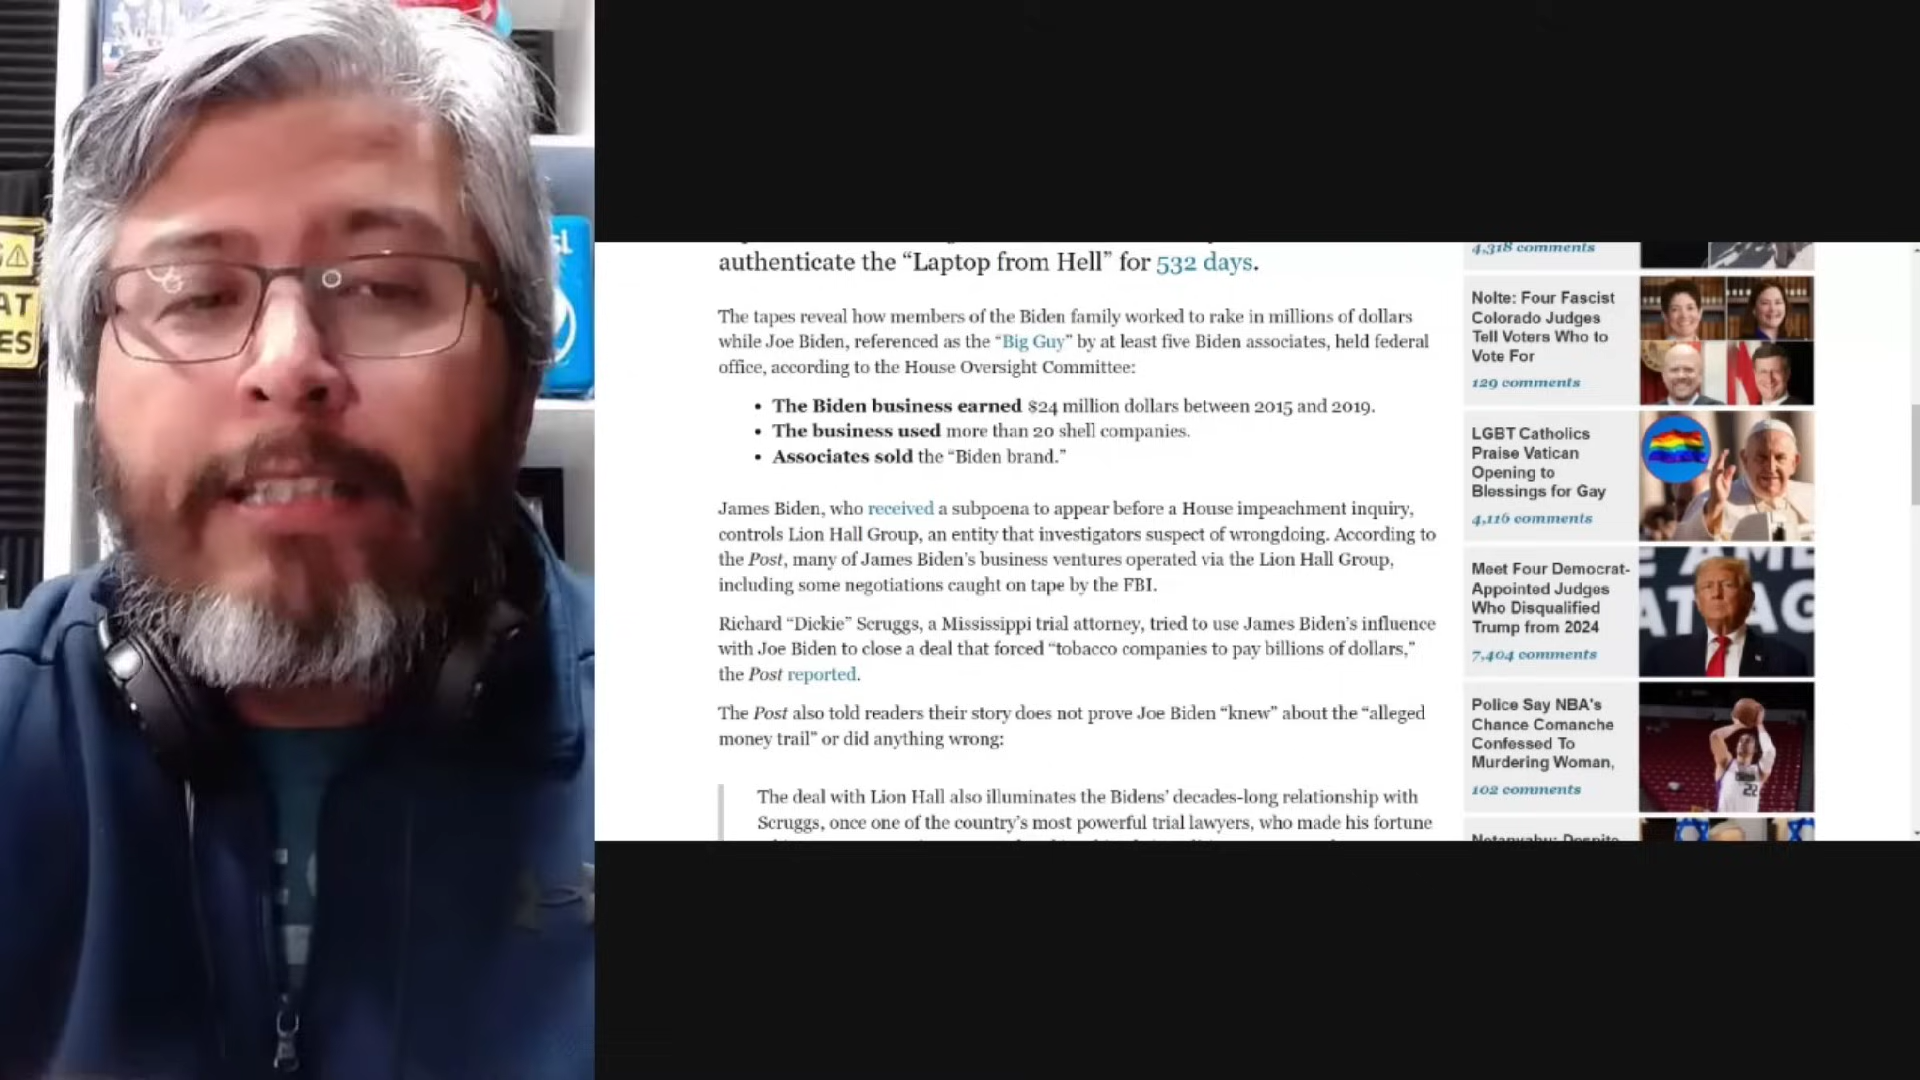 AT
ES
authenticate the “Laptop from Hell” for 532 days.
The tapes reveal how members of the Biden family worked to rake in millions of dollars
while Joe Biden, referenced as the “Big Guy” by at least five Biden associates, held federal
office, according to the House Oversight Committee:
• The Biden business earned $24 million dollars between 2015 and 2019.
• The business used more than 20 shell companies.
• Associates sold the “Biden brand.”
James Biden, who received a subpoena to appear before a House impeachment inquiry,
controls Lion Hall Group, an entity that investigators suspect of wrongdoing. According to
the Post, many of James Biden’s business ventures operated via the Lion Hall Group,
including some negotiations caught on tape by the FBI.
Richard “Dickie” Scruggs, a Mississippi trial attorney, tried to use James Biden’s influence
with Joe Biden to close a deal that forced “tobacco companies to pay billions of dollars,”
the Post reported.
The Post also told readers their story does not prove Joe Biden “knew” about the “alleged
money trail” or did anything wrong:
The deal with Lion Hall also illuminates the Bidens’ decades-long relationship with
Scruggs, once one of the country’s most powerful trial lawyers, who made his fortune
4,318 comments
Nolte: Four Fascist
Colorado Judges
Tell Voters Who to
Vote For
129 comments
LGBT Catholics
Praise Vatican
Opening to
Blessings for Gay
4,116 comments
Meet Four Democrat-
Appointed Judges
Who Disqualified
Trump from 2024
7,404 comments
Police Say NBA's
Chance Comanche
Confessed To
Murdering Woman,
102 comments
Netanyahu: Despite